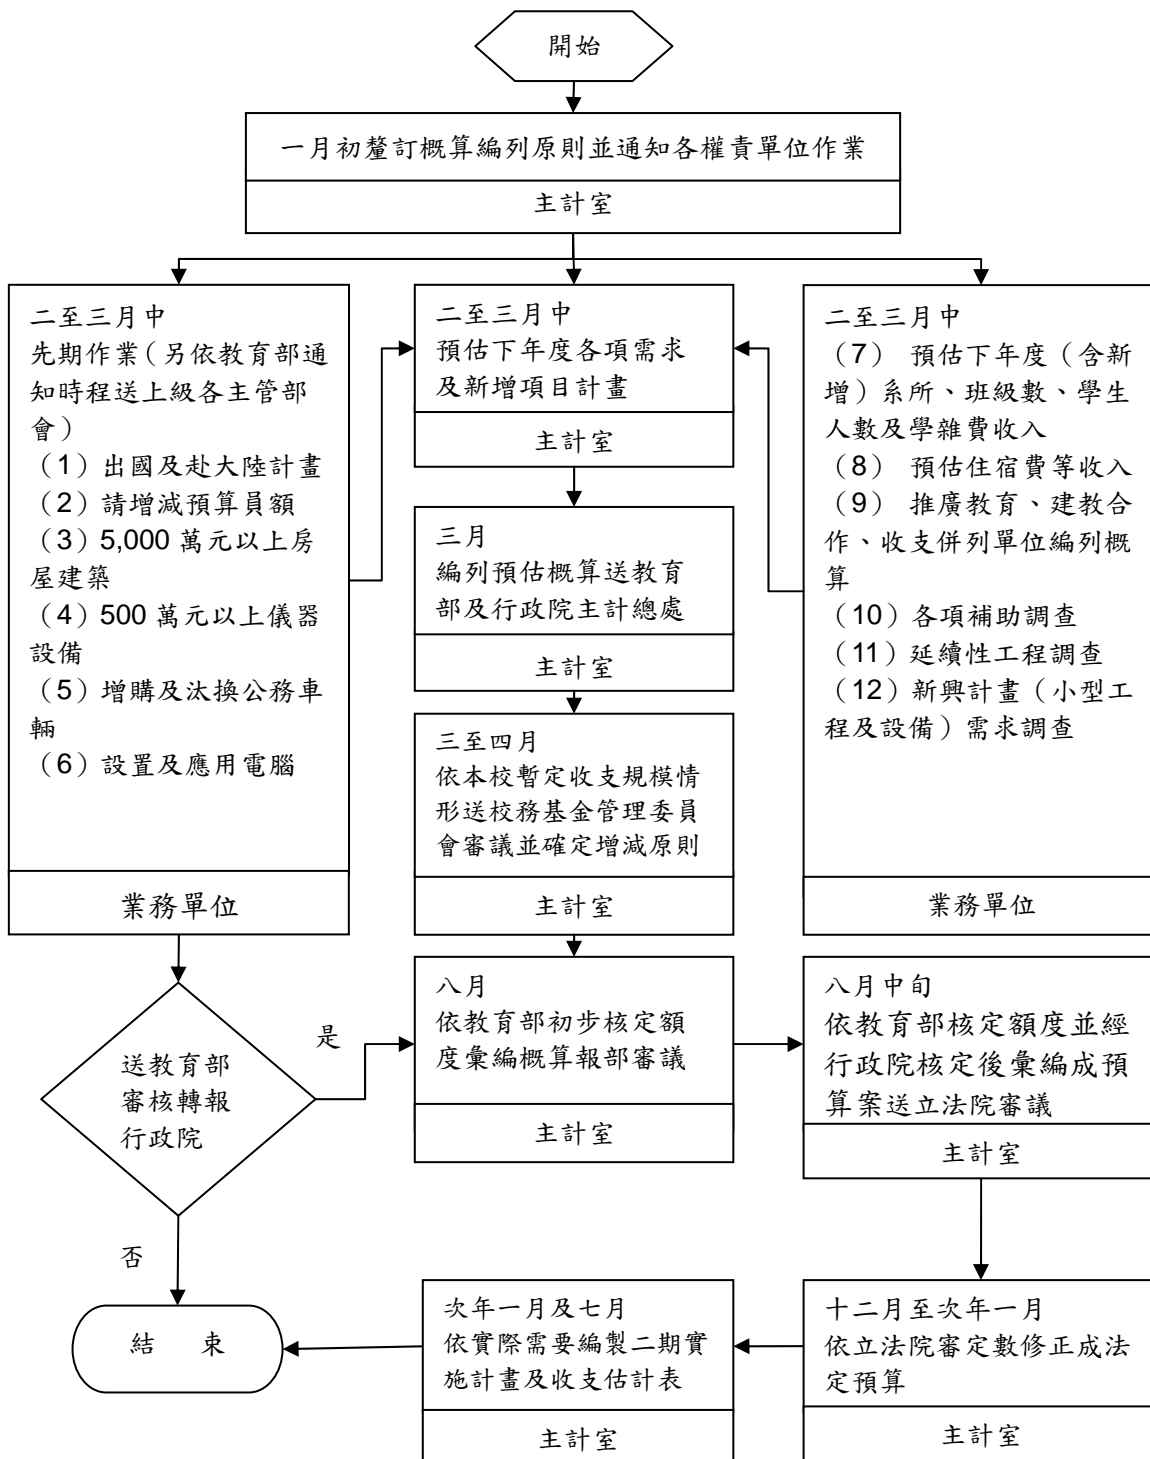 開始
一月初釐訂概算編列原則並通知各權責單位作業
主計室
二至三月中
先期作業（另依教育部通
知時程送上級各主管部
會）
（1）出國及赴大陸計畫
（2）請增減預算員額
（3）5,000 萬元以上房
屋建築
（4）500 萬元以上儀器
設備
（5）增購及汰換公務車
輛
（6）設置及應用電腦
業務單位
二至三月中
預估下年度各項需求
及新增項目計畫
主計室
二至三月中
（7） 預估下年度（含新
增）系所、班級數、學生
人數及學雜費收入
（8） 預估住宿費等收入
（9） 推廣教育、建教合
作、收支併列單位編列概
算
（10）各項補助調查
（11）延續性工程調查
（12）新興計畫（小型工
程及設備）需求調查
業務單位
三月
編列預估概算送教育
部及行政院主計總處
主計室
三至四月
依本校暫定收支規模情
形送校務基金管理委員
會審議並確定增減原則
主計室
送教育部
審核轉報
行政院
是
否
八月
依教育部初步核定額
度彙編概算報部審議
主計室
八月中旬
依教育部核定額度並經
行政院核定後彙編成預
算案送立法院審議
主計室
十二月至次年一月
依立法院審定數修正成法
定預算
主計室
次年一月及七月
依實際需要編製二期實
施計畫及收支估計表
主計室
結　束